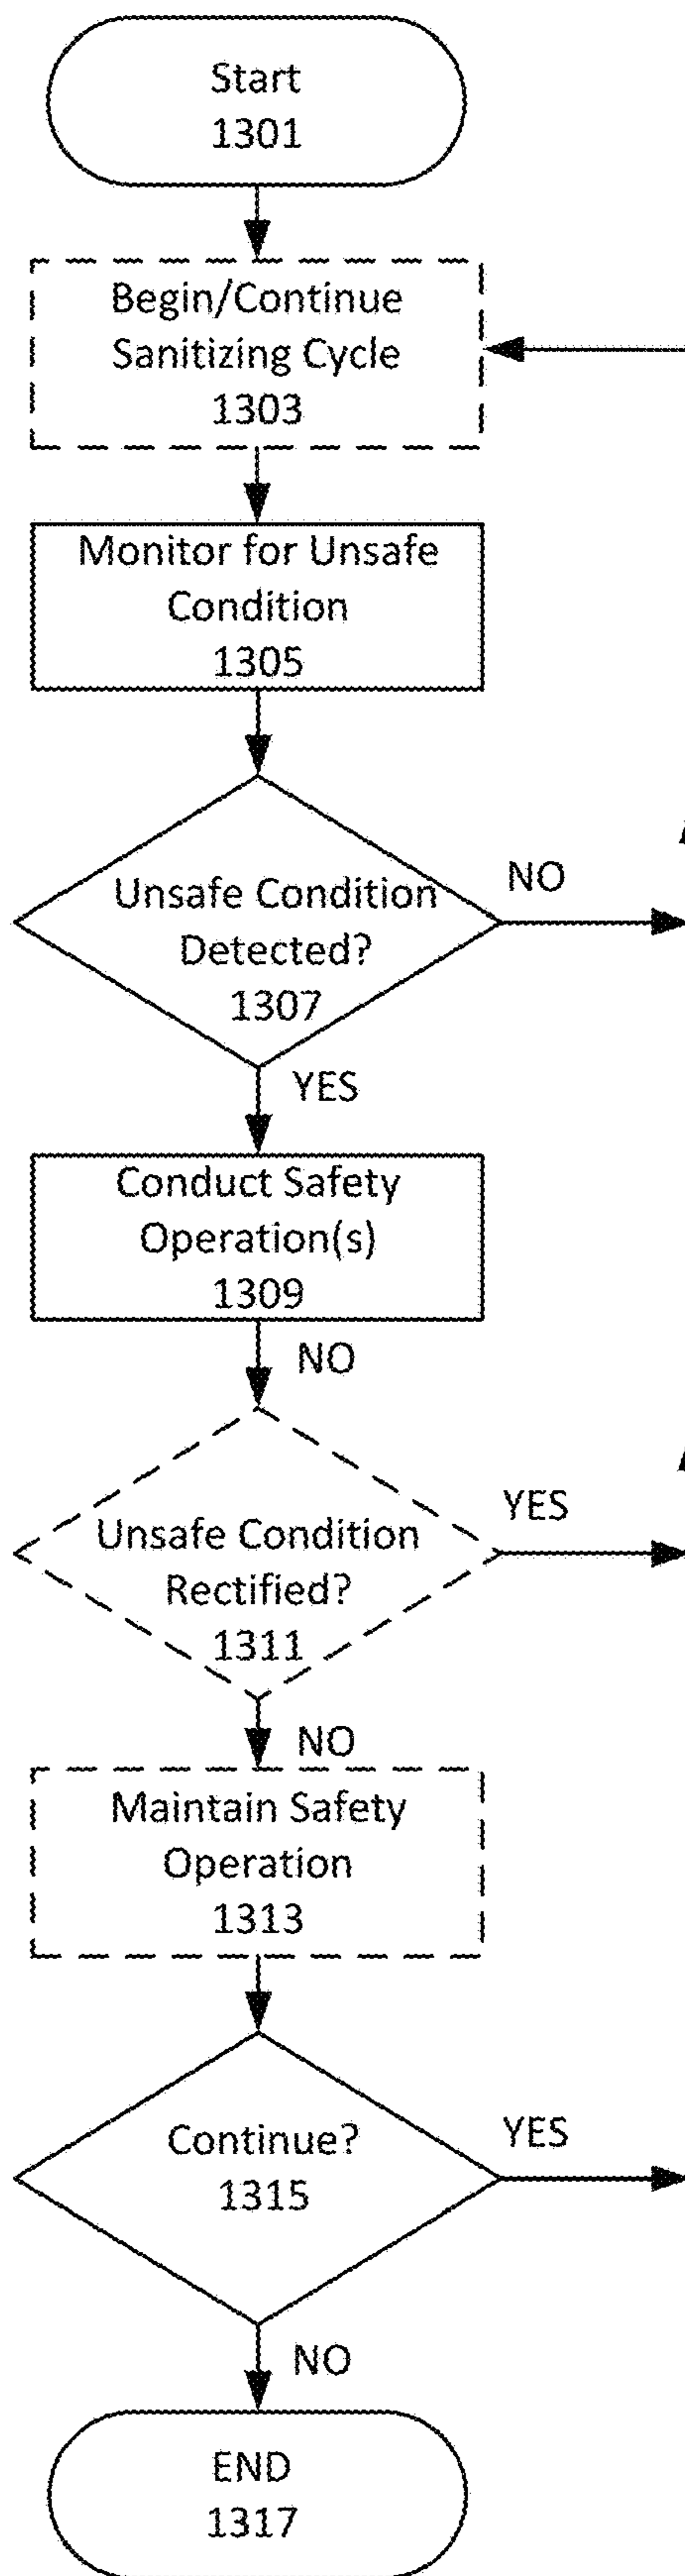 Start
1301
Begin/Continue
Sanitizing Cycle
1303
Monitor for Unsafe
Condition
1305
Unsafe Condition
Detected?
1307
NO
YES
Conduct Safety
Operation(s)
1309
NO
Unsafe Condition
Rectified?
1311
YES
NO
Maintain Safety
Operation
1313
Continue?
1315
YES
NO
END
1317